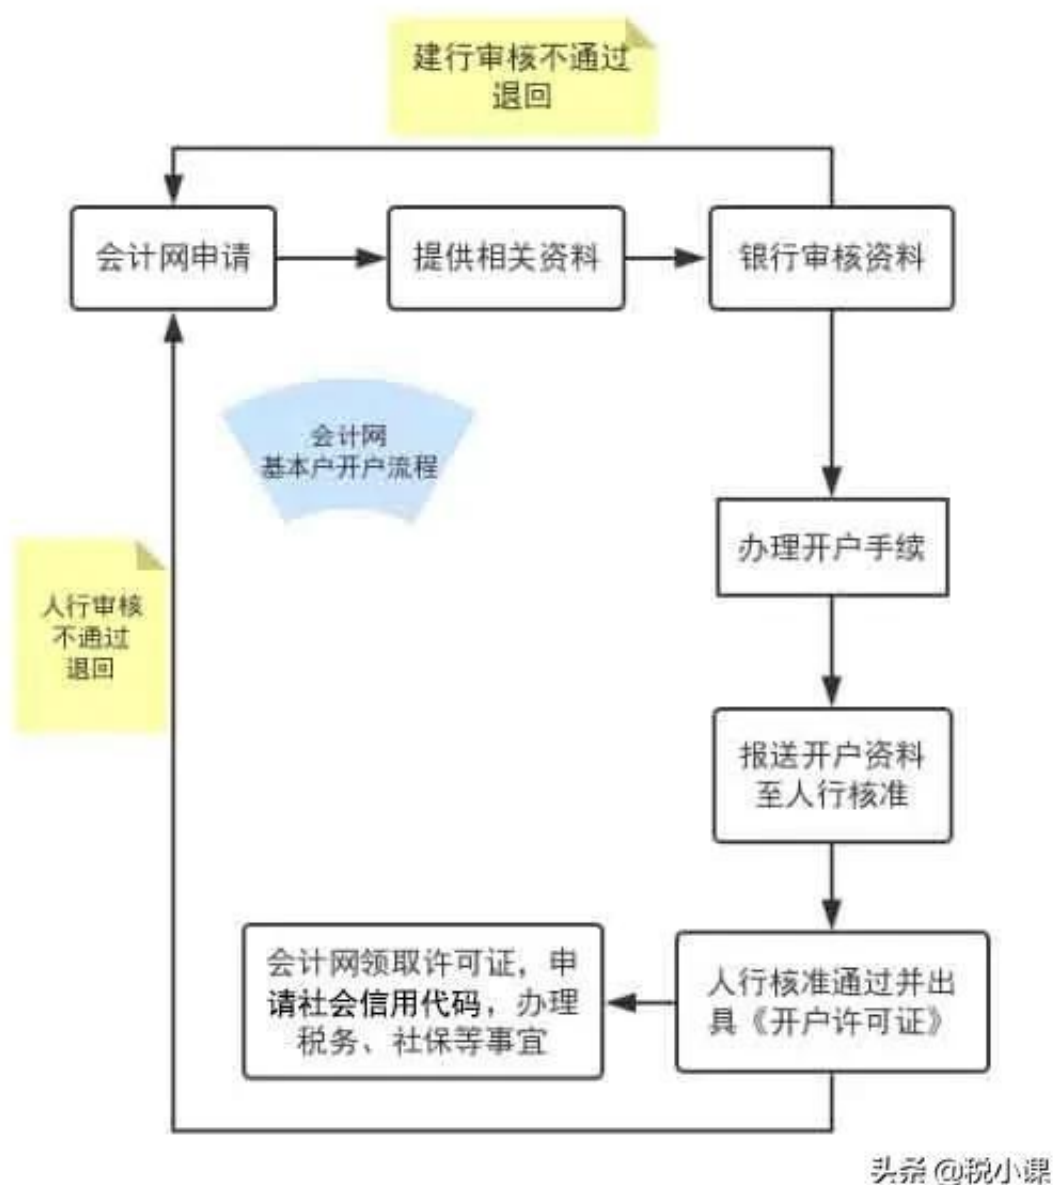 建行审核不通过
退回
会计网申请
提供相关资料
银行审核资料
会计网
基本户开户流程
办理开户手续
人行审核
不通过
退回
报送开户资料
至人行核准
会计网领取许可证，申
请社会信用代码，办理
税务、社保等事宜
人行核准通过并出
具《开户许可证》
头条 @税小课